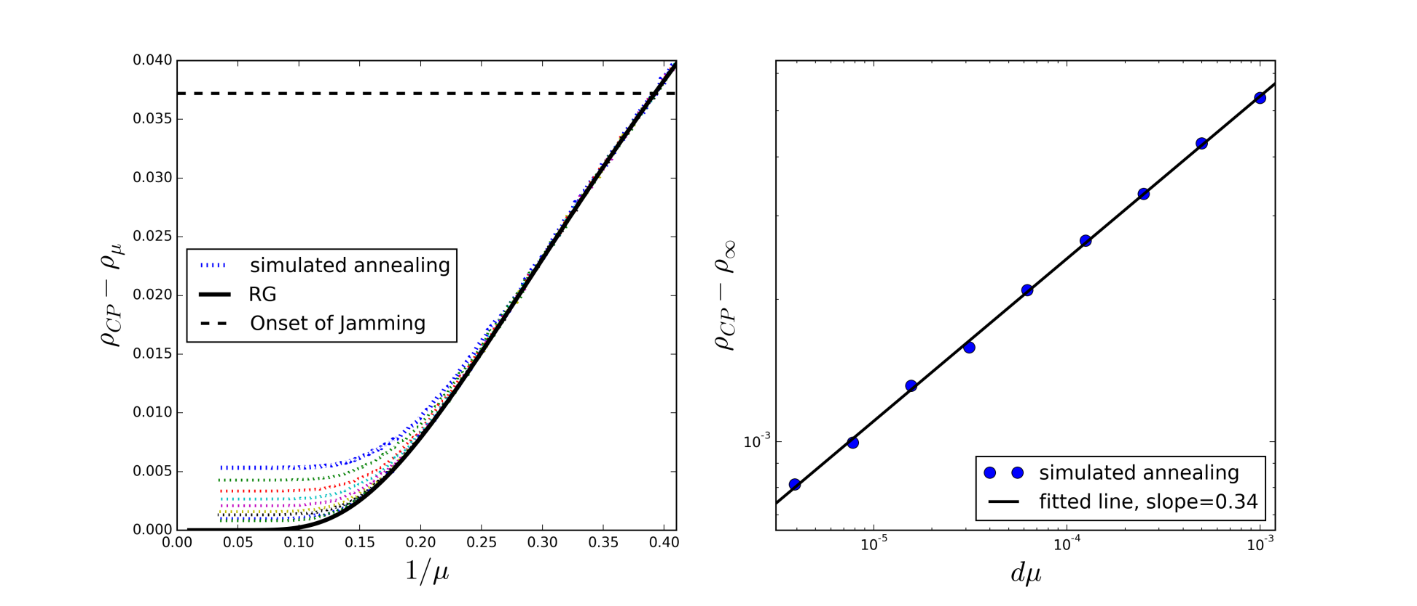 0.040
0.035
0.030
0.025
0.020
0.015
0.010
0.005
0.000
0.00 0.05 0.10 0.15 0.20 0.25 0.30 0.35 0.40
ρ_CP − ρ_μ
1/μ
simulated annealing
RG
Onset of Jamming
10⁻³
10⁻⁵ 10⁻⁴ 10⁻³
ρ_CP − ρ_∞
dμ
simulated annealing
fitted line, slope=0.34